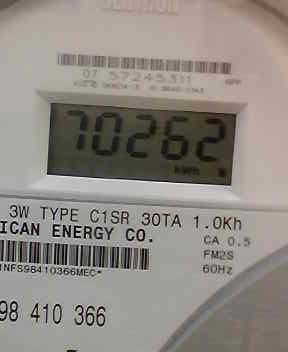 07 57245311
70262
kWh
3W TYPE C1SR 30TA 1.0Kh
ICAN ENERGY CO.
CA 0.5
FM2S
60Hz
1NFS98410366MEC*
98 410 366